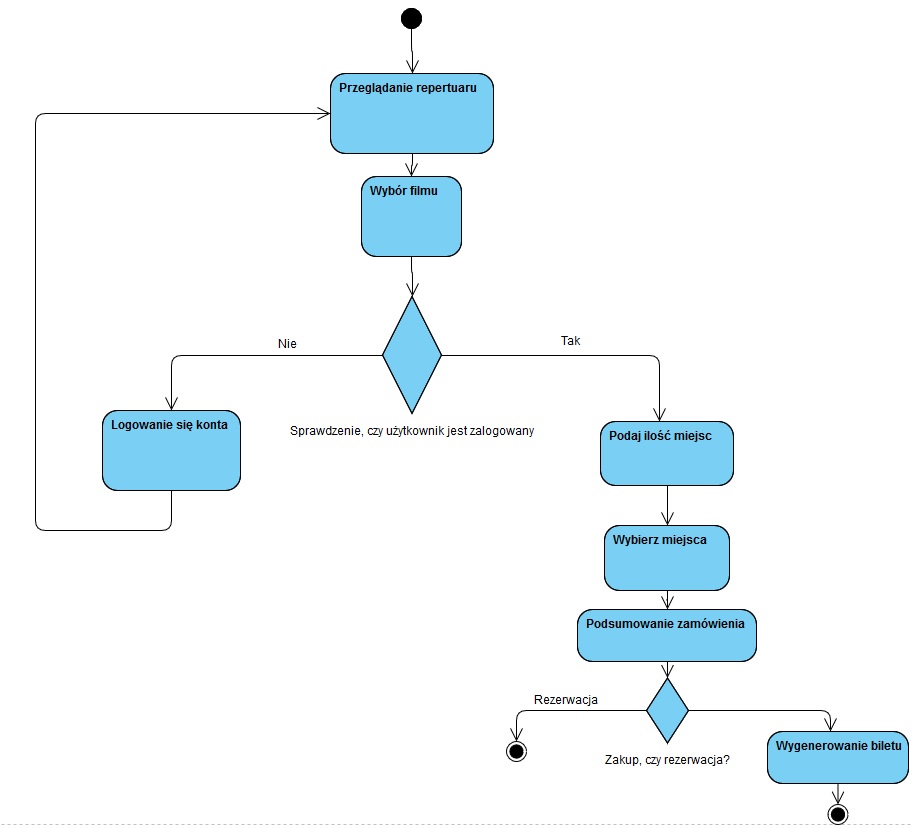 Przeglądanie repertuaru
Wybór filmu
Nie
Tak
Logowanie się konta
Sprawdzenie, czy użytkownik jest zalogowany
Podaj ilość miejsc
Wybierz miejsca
Podsumowanie zamówienia
Rezerwacja
Zakup, czy rezerwacja?
Wygenerowanie biletu